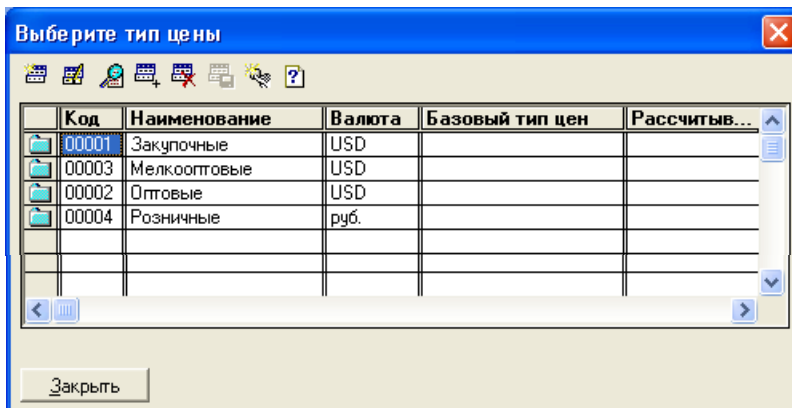 Выберите тип цены
Код Наименование Валюта Базовый тип цен Рассчитыв...
00001 Закупочные USD
00003 Мелкооптовые USD
00002 Оптовые USD
00004 Розничные руб.
Закрыть